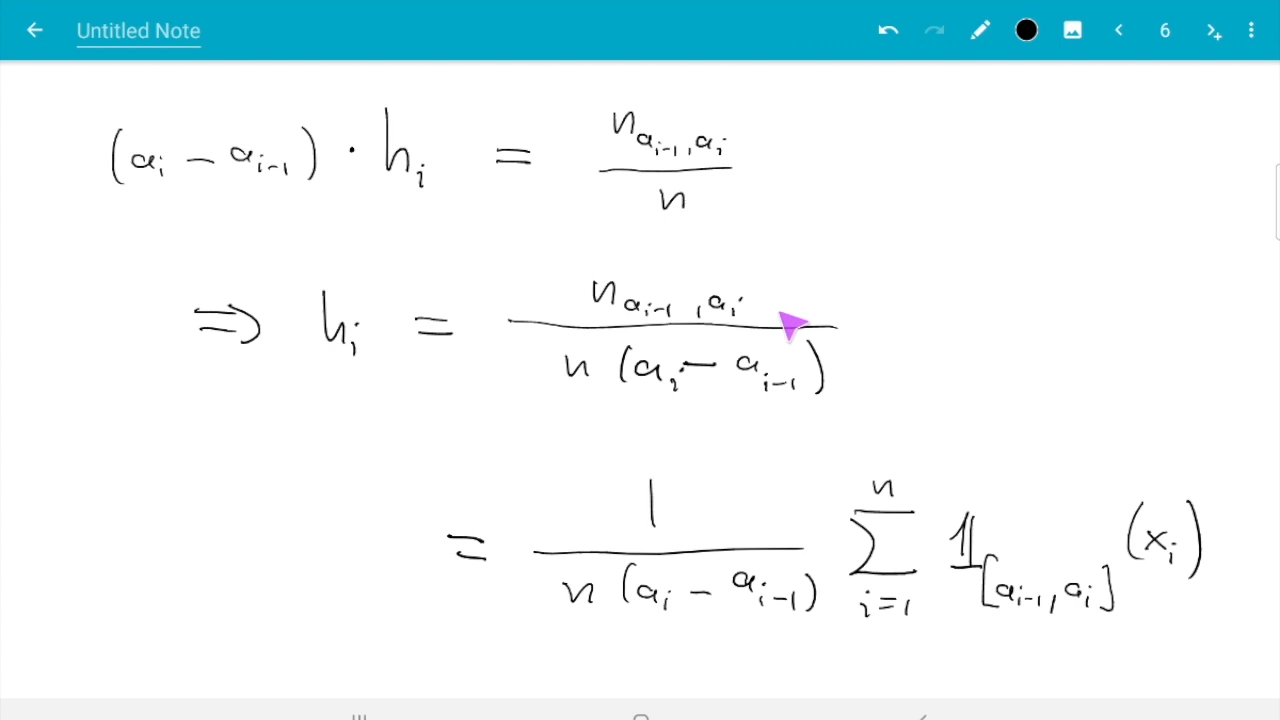 Untitled Note
6
(a_i − a_{i−1}) · h_i = n_{a_{i−1}, a_i} / n
⇒ h_i = n_{a_{i−1}, a_i} / n (a_i − a_{i−1})
= 1 / n (a_i − a_{i−1}) ∑_{i=1}^{n} 𝟙_{[a_{i−1}, a_i]} (x_i)